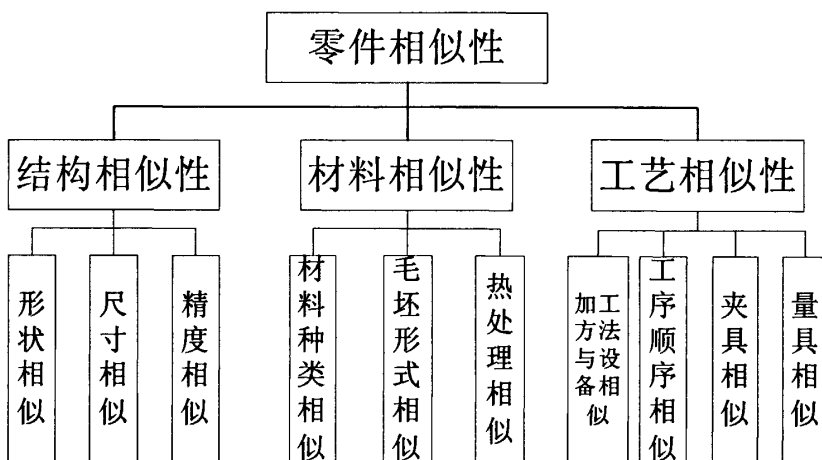 零件相似性
结构相似性
材料相似性
工艺相似性
形状相似
尺寸相似
精度相似
材料种类相似
毛坯形式相似
热处理相似
加工方法与设备相似
工序顺序相似
夹具相似
量具相似